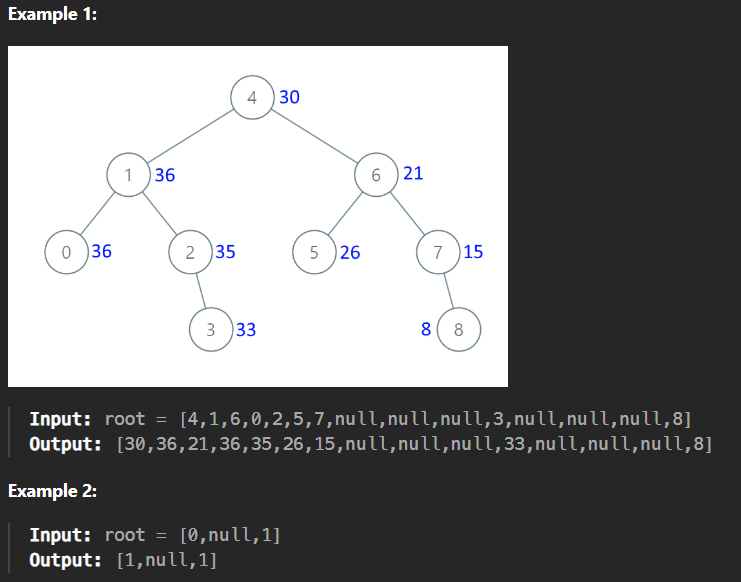 Example 1:
4 30
1 36 6 21
0 36 2 35 5 26 7 15
3 33 8 8
Input: root = [4,1,6,0,2,5,7,null,null,null,3,null,null,null,8]
Output: [30,36,21,36,35,26,15,null,null,null,33,null,null,null,8]
Example 2:
Input: root = [0,null,1]
Output: [1,null,1]